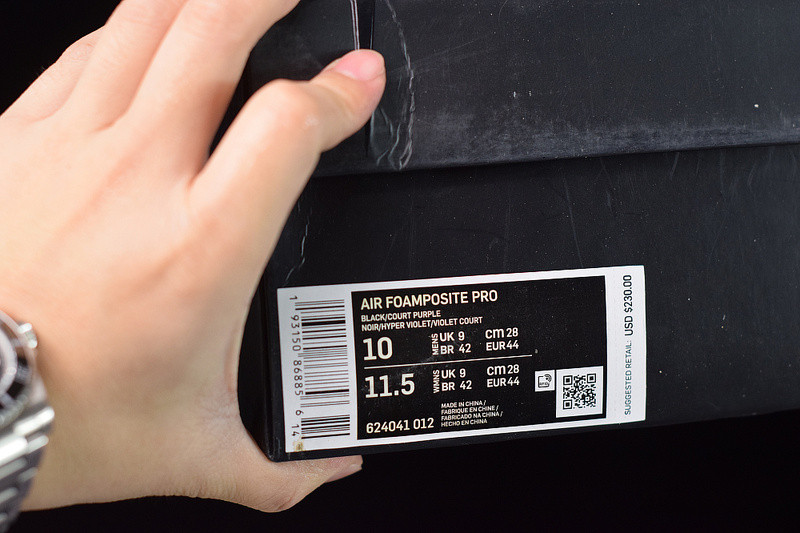 AIR FOAMPOSITE PRO
BLACK/COURT PURPLE
NOIR/HYPER VIOLET/VIOLET COURT
10 MENS UK 9 cm 28
BR 42 EUR 44
11.5 WMNS UK 9 cm 28
BR 42 EUR 44
624041 012
MADE IN CHINA /
FABRIQUE EN CHINE /
FABRICADO NA CHINA /
HECHO EN CHINA
1 93150 86885 6 14
SUGGESTED RETAIL: USD $230.00